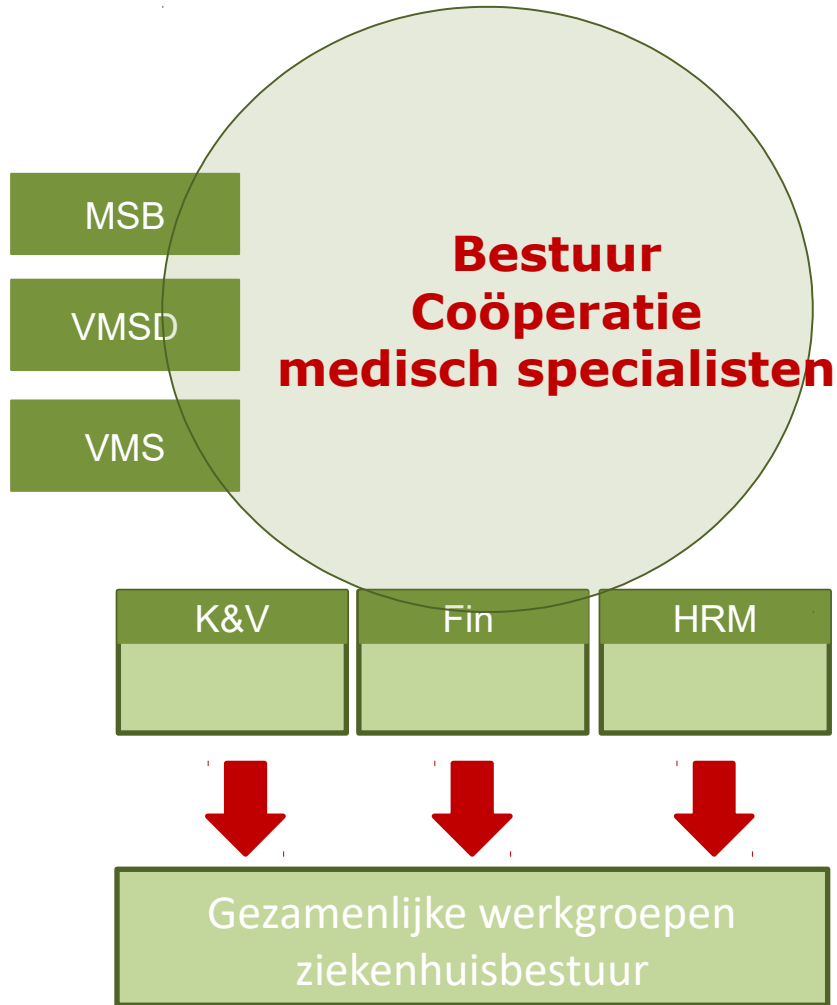 MSB
VMSD
VMS
Bestuur
Coöperatie
medisch specialisten
K&V
Fin
HRM
Gezamenlijke werkgroepen
ziekenhuisbestuur